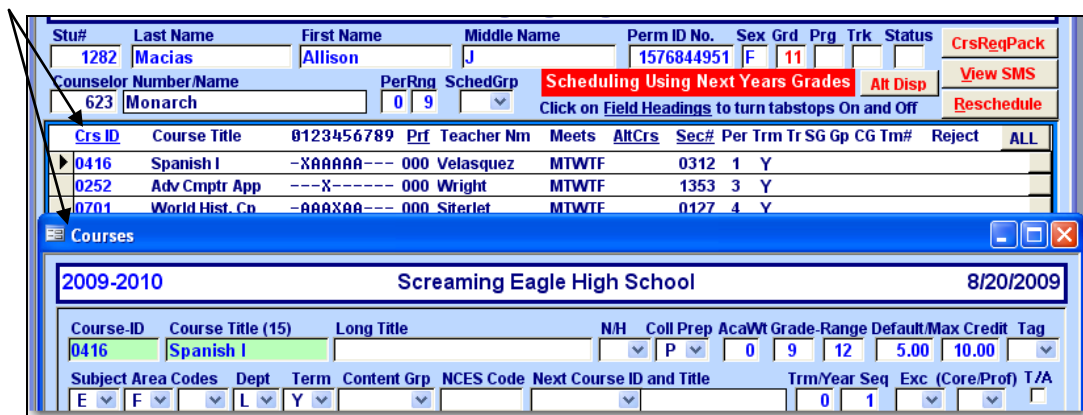 Stu# Last Name First Name Middle Name Perm ID No. Sex Grd Prg Trk Status
1282 Macias Allison J 1576844951 F 11
CrsReqPack
Counselor Number/Name PerRng SchedGrp Scheduling Using Next Years Grades Alt Disp View SMS
623 Monarch 0 9 Click on Field Headings to turn tabstops On and Off Reschedule
Crs ID Course Title 0123456789 Prf Teacher Nm Meets AltCrs Sec# Per Trm Tr SG Gp CG Tm# Reject ALL
0416 Spanish I -XAAAAA--- 000 Velasquez MTWTF 0312 1 Y
0252 Adv Cmptr App ---X------ 000 Wright MTWTF 1353 3 Y
0701 World Hist, Cp -AAAXAA--- 000 Siterlet MTWTF 0127 4 Y
Courses
2009-2010 Screaming Eagle High School 8/20/2009
Course-ID Course Title (15) Long Title N/H Coll Prep AcaWt Grade-Range Default/Max Credit Tag
0416 Spanish I P 0 9 12 5.00 10.00
Subject Area Codes Dept Term Content Grp NCES Code Next Course ID and Title Trm/Year Seq Exc (Core/Prof) T/A
E F L Y 0 1